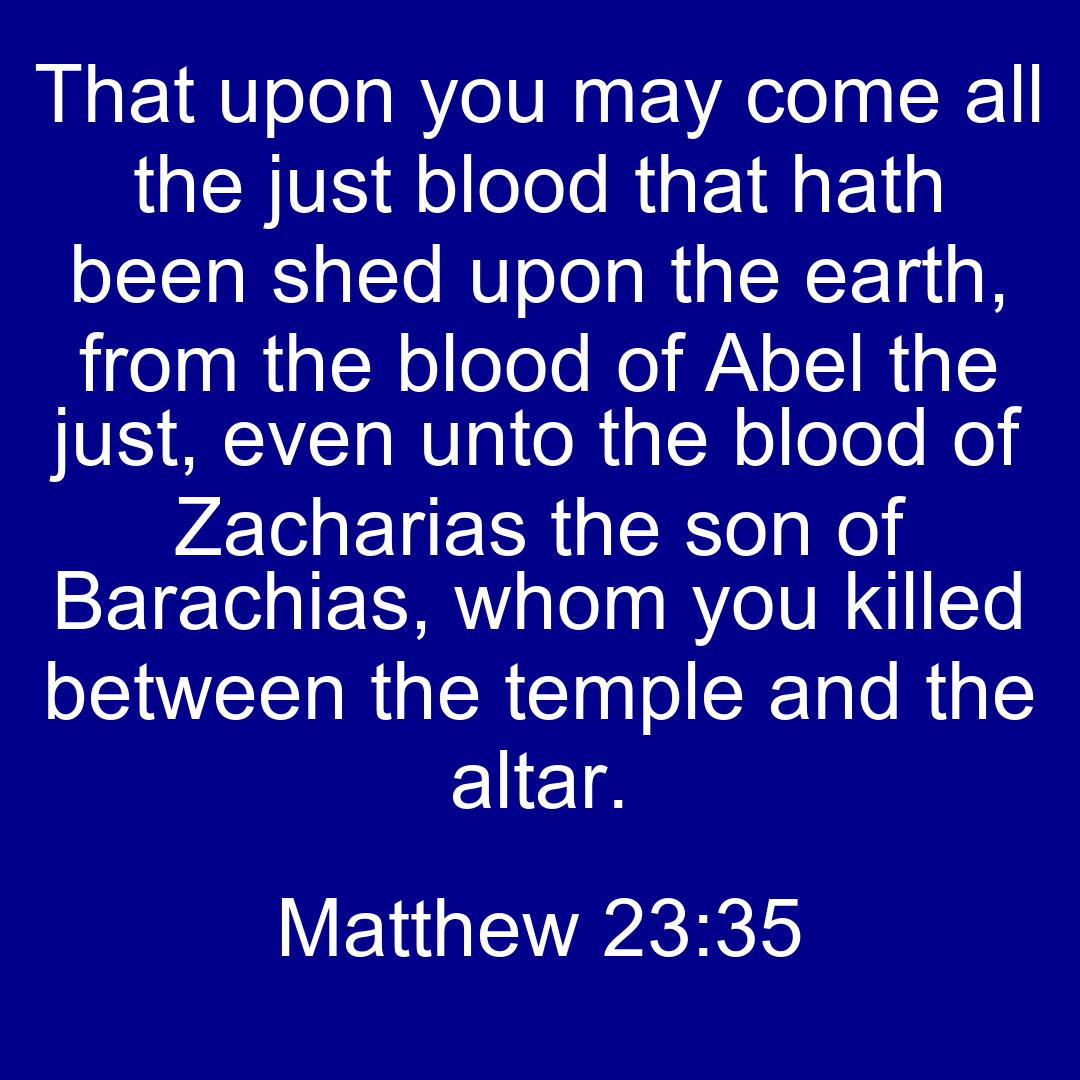 That upon you may come all
the just blood that hath
been shed upon the earth,
from the blood of Abel the
just, even unto the blood of
Zacharias the son of
Barachias, whom you killed
between the temple and the
altar.
Matthew 23:35